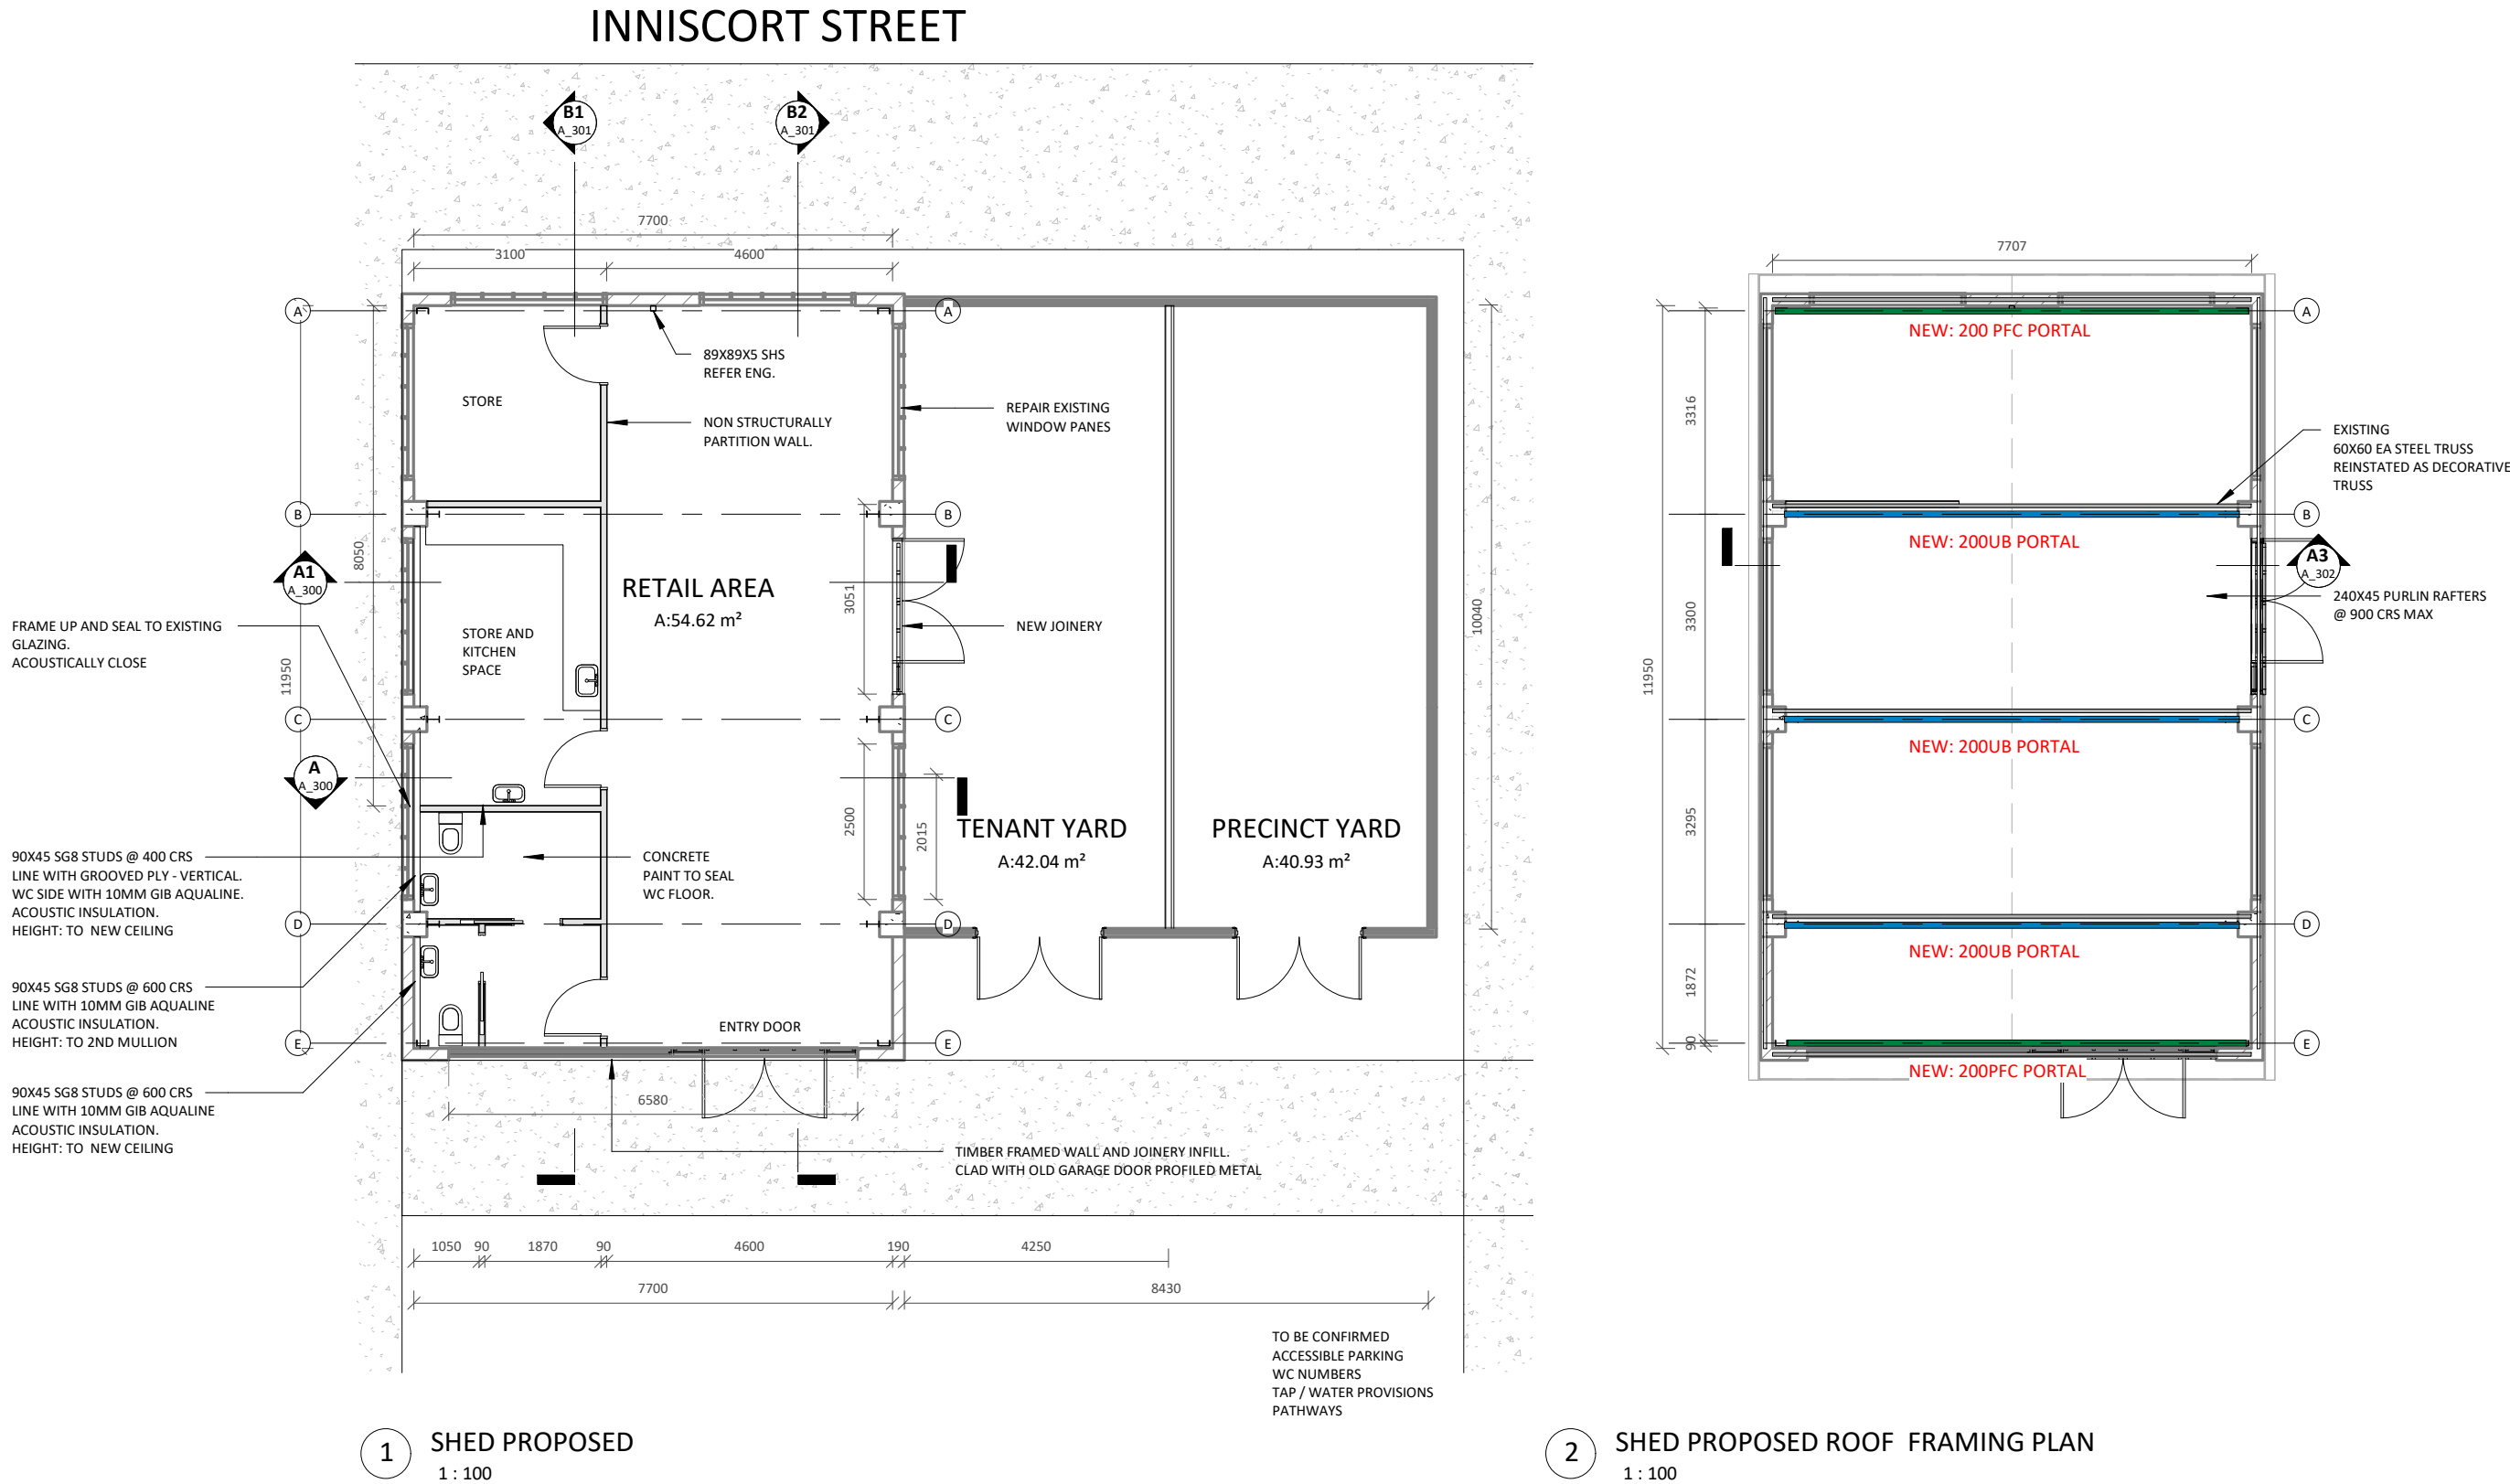 INNISCORT STREET
B1
A_301
B2
A_301
7700
3100
4600
A
A
89X89X5 SHS
REFER ENG.
STORE
NON STRUCTURALLY
PARTITION WALL.
REPAIR EXISTING
WINDOW PANES
B
B
8050
A1
A_300
RETAIL AREA
A:54.62 m²
3051
10040
FRAME UP AND SEAL TO EXISTING
GLAZING.
ACOUSTICALLY CLOSE
STORE AND
KITCHEN
SPACE
NEW JOINERY
11950
C
C
A
A_300
2500
2015
TENANT YARD
A:42.04 m²
PRECINCT YARD
A:40.93 m²
90X45 SG8 STUDS @ 400 CRS
LINE WITH GROOVED PLY - VERTICAL.
WC SIDE WITH 10MM GIB AQUALINE.
ACOUSTIC INSULATION.
HEIGHT: TO NEW CEILING
CONCRETE
PAINT TO SEAL
WC FLOOR.
D
D
90X45 SG8 STUDS @ 600 CRS
LINE WITH 10MM GIB AQUALINE
ACOUSTIC INSULATION.
HEIGHT: TO 2ND MULLION
ENTRY DOOR
E
E
90X45 SG8 STUDS @ 600 CRS
LINE WITH 10MM GIB AQUALINE
ACOUSTIC INSULATION.
HEIGHT: TO NEW CEILING
6580
TIMBER FRAMED WALL AND JOINERY INFILL.
CLAD WITH OLD GARAGE DOOR PROFILED METAL
1050
90
1870
90
4600
190
4250
7700
8430
TO BE CONFIRMED
ACCESSIBLE PARKING
WC NUMBERS
TAP / WATER PROVISIONS
PATHWAYS
1
SHED PROPOSED
1 : 100
7707
A
NEW: 200 PFC PORTAL
3316
EXISTING
60X60 EA STEEL TRUSS
REINSTATED AS DECORATIVE
TRUSS
B
NEW: 200UB PORTAL
A3
A_302
3300
240X45 PURLIN RAFTERS
@ 900 CRS MAX
11950
C
NEW: 200UB PORTAL
3295
D
NEW: 200UB PORTAL
1872
90
E
NEW: 200PFC PORTAL
2
SHED PROPOSED ROOF FRAMING PLAN
1 : 100